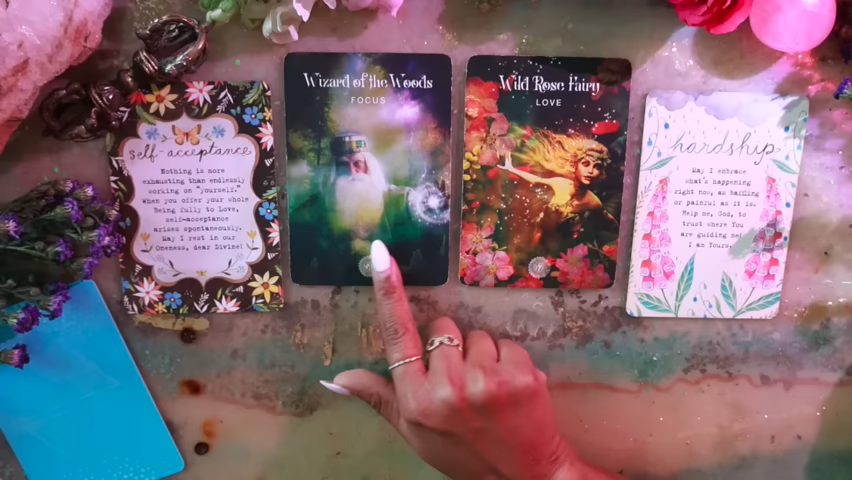 self-acceptance
Nothing is more
exhausting than endlessly
working on "yourself."
When you offer your whole
Being fully to Love,
self-acceptance
arises spontaneously.
May I rest in our
Oneness, dear Divine!
Wizard of the Woods
FOCUS
Wild Rose Fairy
LOVE
hardship
May I embrace
what's happening
right now, as baffling
or painful as it is.
Help me, God, to
trust where You
are guiding me!
I am Yours.